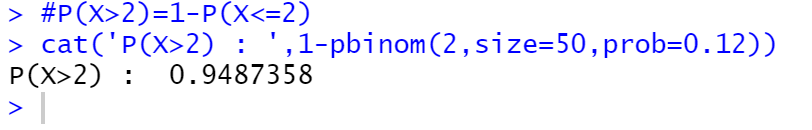 > #P(X>2)=1-P(X<=2)
> cat('P(X>2) : ',1-pbinom(2,size=50,prob=0.12))
P(X>2) :  0.9487358
>